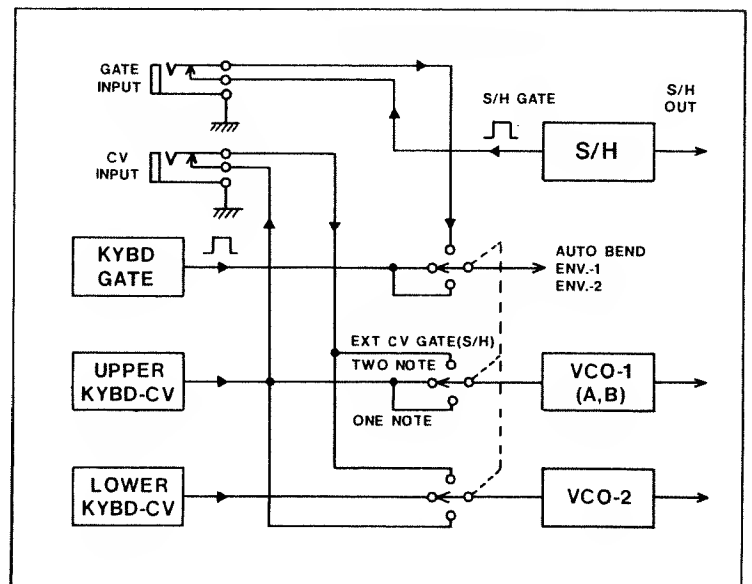 GATE
INPUT
S/H GATE
S/H
OUT
S/H
CV
INPUT
KYBD
GATE
AUTO BEND
ENV.-1
ENV.-2
EXT CV GATE(S/H)
TWO NOTE
ONE NOTE
UPPER
KYBD-CV
VCO-1
(A,B)
LOWER
KYBD-CV
VCO-2